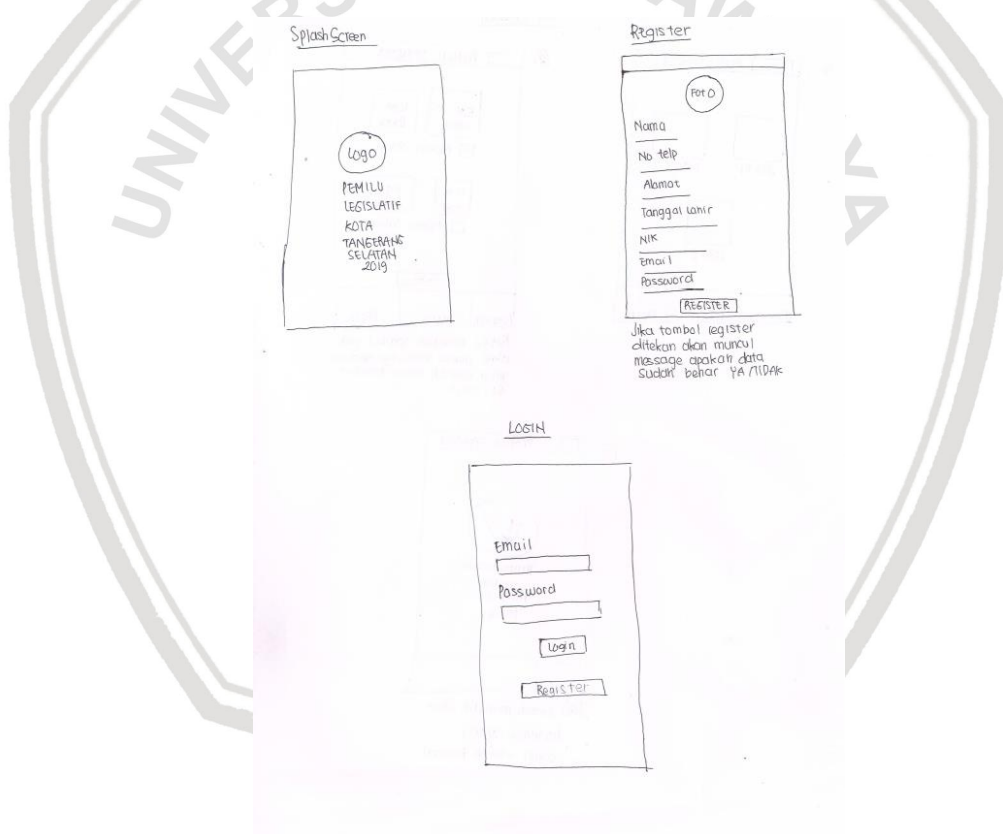 Splash Screen
Logo
PEMILU
LEGISLATIF
KOTA
TANGERANG
SELATAN
2019
Register
Foto
Nama
No telp
Alamat
Tanggal Lahir
NIK
Email
Password
REGISTER
Jika tombol register
ditekan akan muncul
message apakah data
sudah benar YA/TIDAK
LOGIN
Email
Password
Login
Register